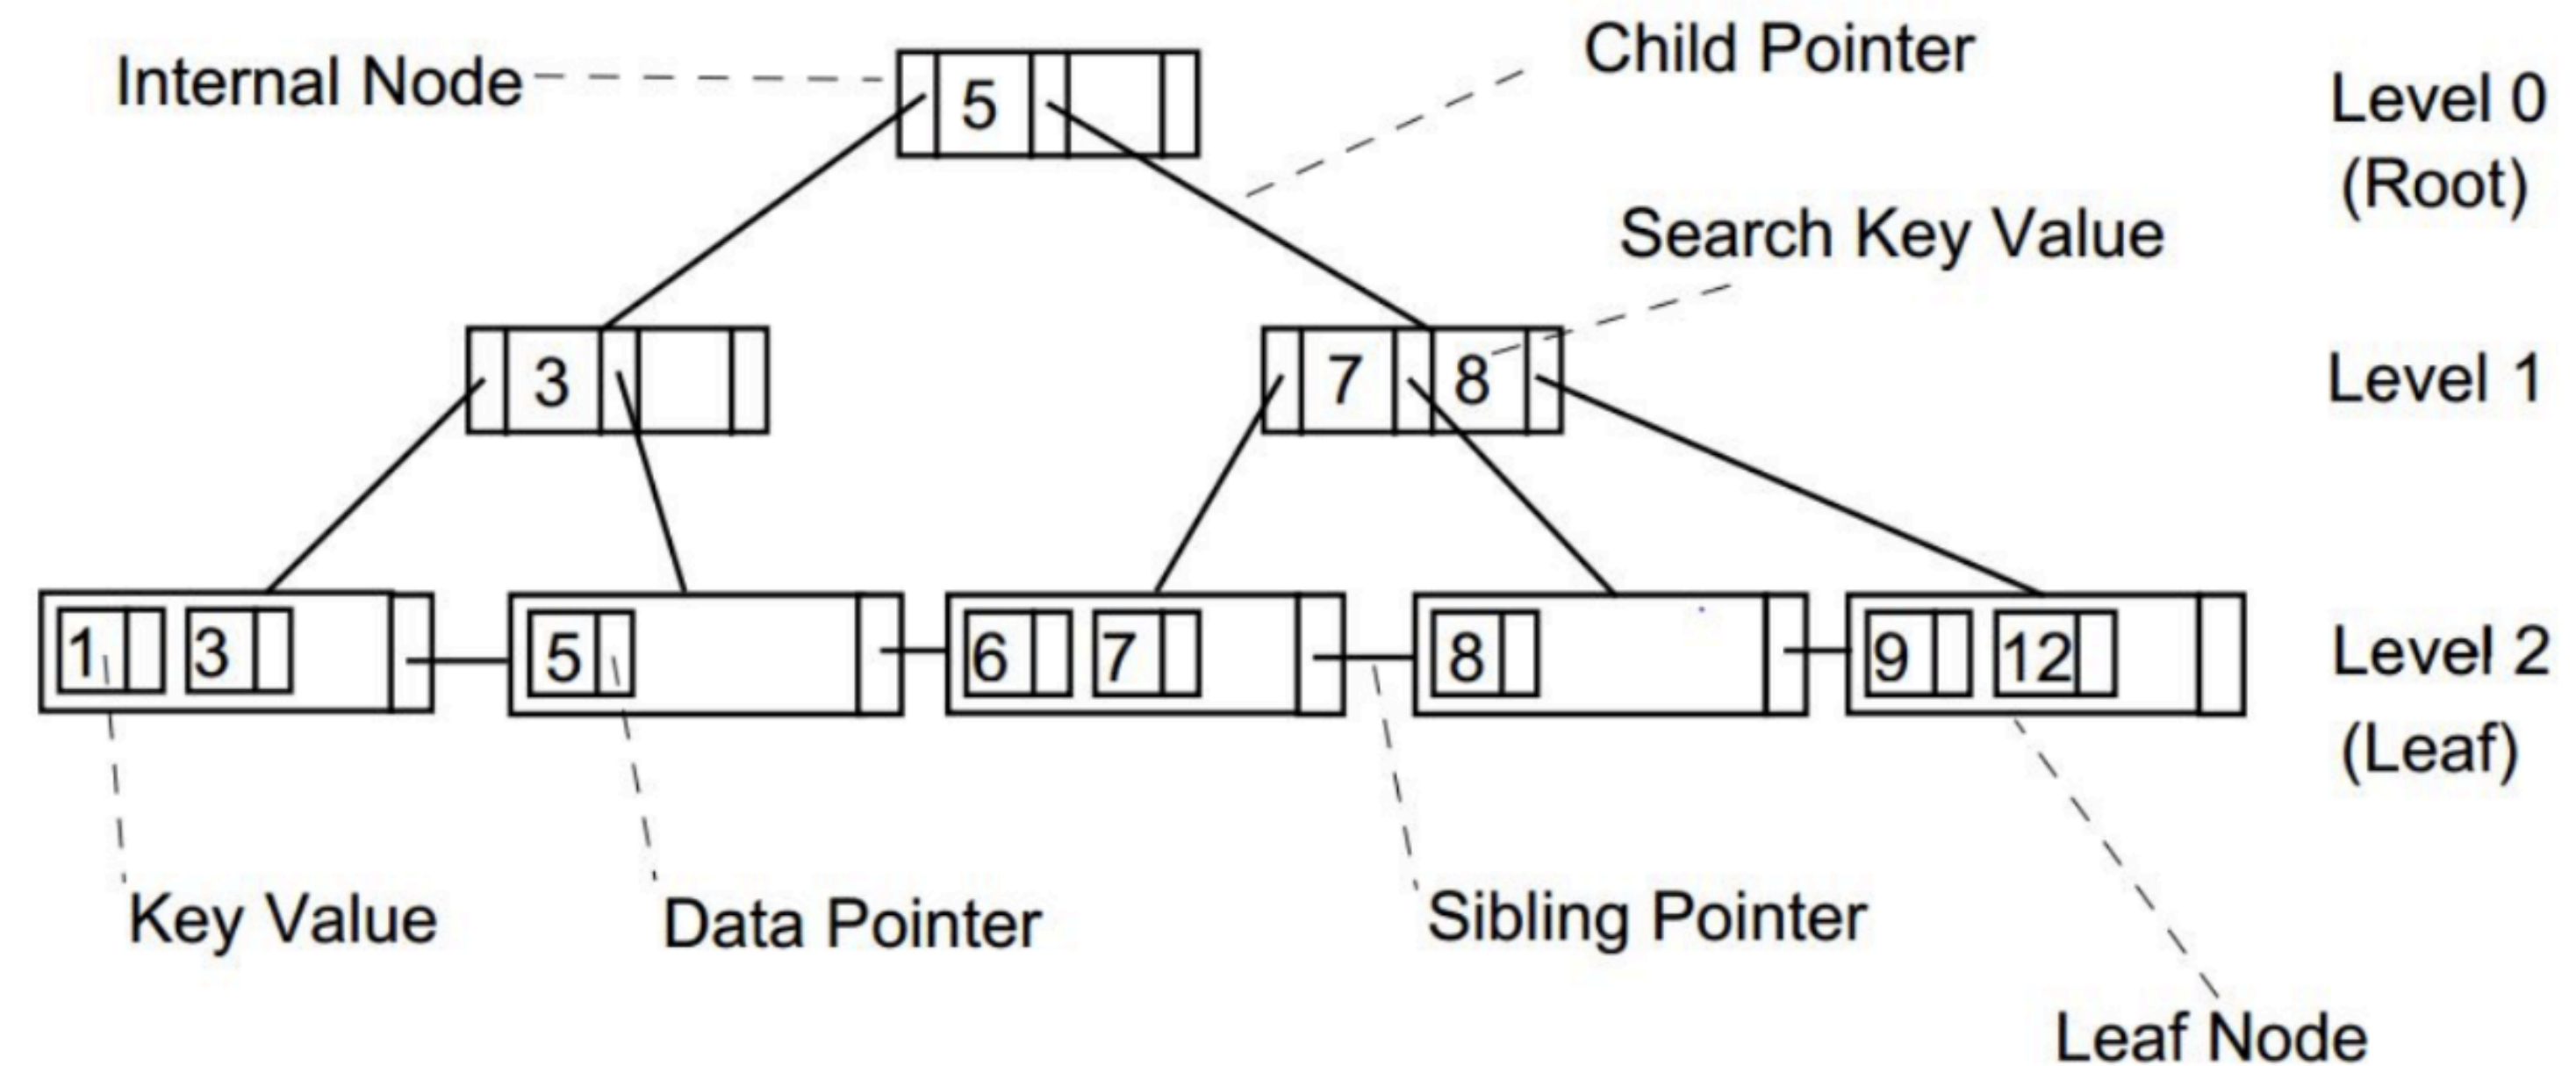 Internal Node
5
Child Pointer
Level 0
(Root)
Search Key Value
3
7 8
Level 1
1 3 5 6 7 8 9 12
Level 2
(Leaf)
Key Value
Data Pointer
Sibling Pointer
Leaf Node